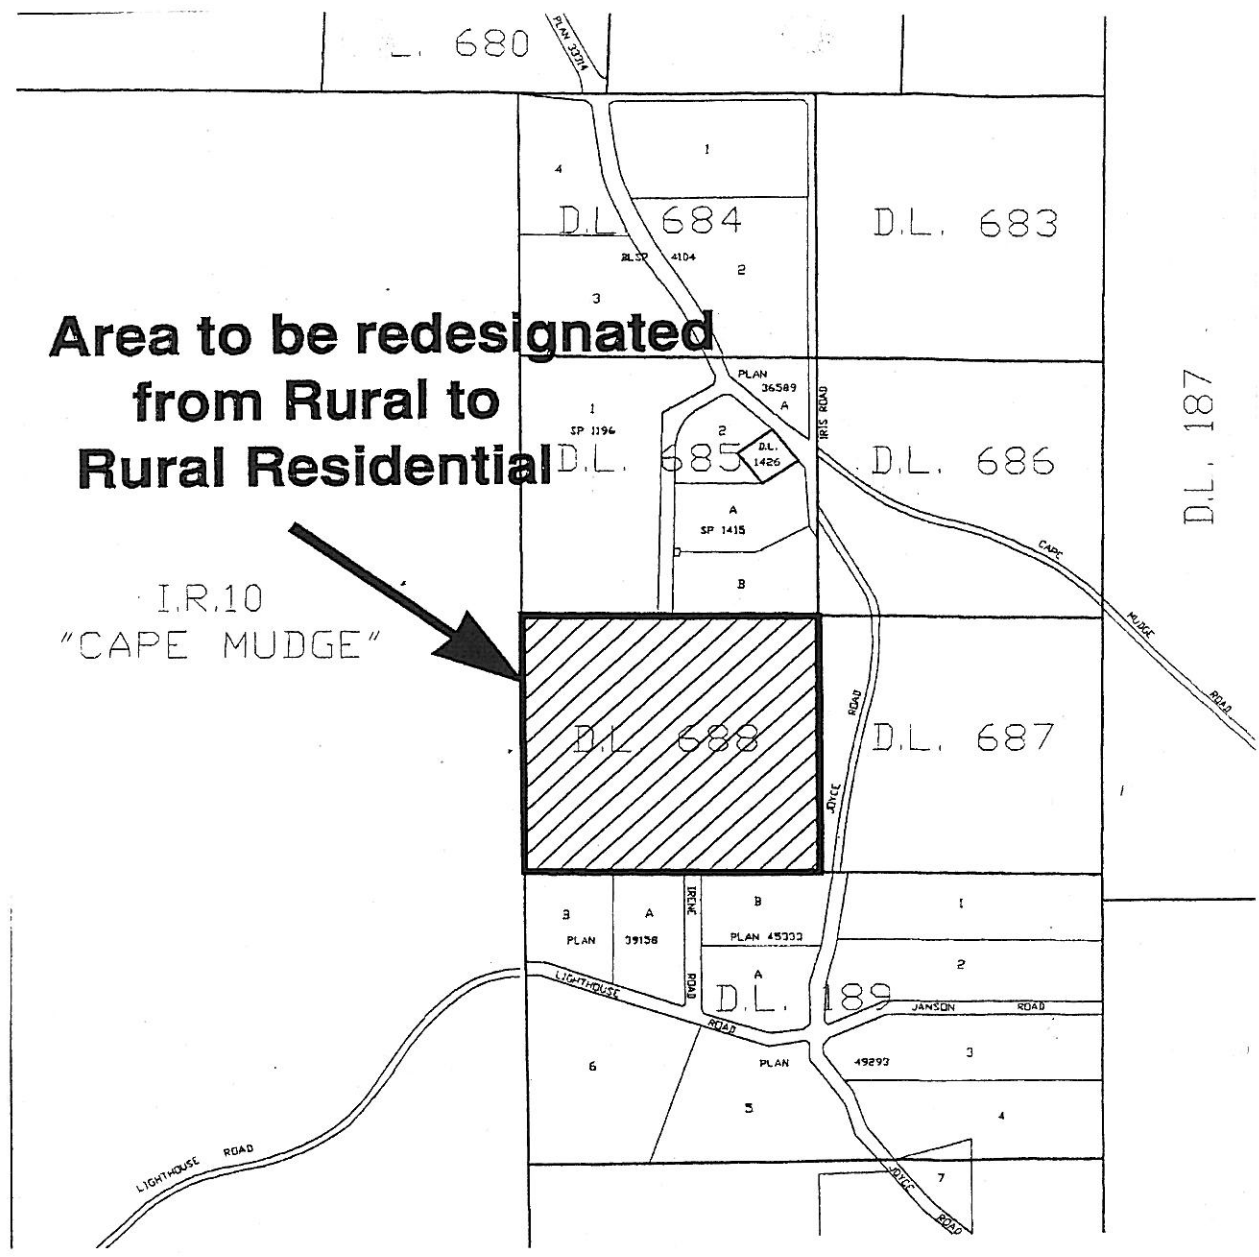 L. 680
PLAN 33314
1
4
D.L. 684
D.L. 683
BLSP 4104
2
3
Area to be redesignated
from Rural to
Rural Residential
PLAN
36589
A
IRIS ROAD
D.L. 187
1
SP 1196
2
D.L.
1426
D.L. 685
D.L. 686
A
SP 1415
CAPE
MUDGE
ROAD
B
I.R.10
"CAPE MUDGE"
D.L. 688
JOYCE ROAD
D.L. 687
B
A
PLAN 39158
IRENE ROAD
B
PLAN 45333
A
1
2
LIGHTHOUSE
ROAD
D.L. 189
JANSON ROAD
6
PLAN 49293
3
5
4
LIGHTHOUSE ROAD
7
JOYCE
ROAD